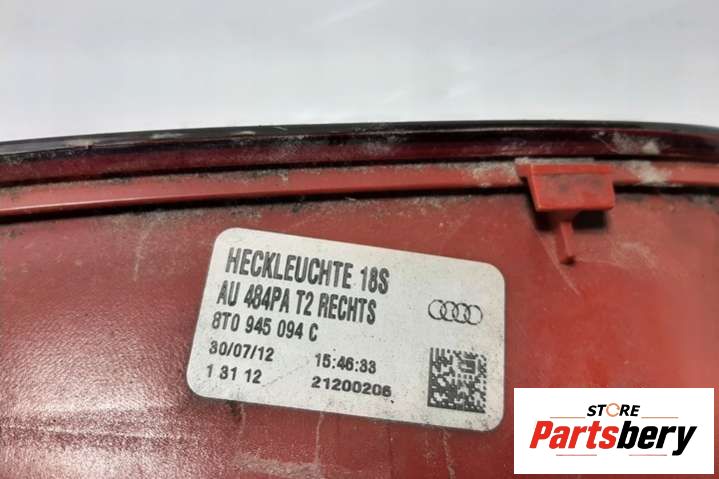 HECKLEUCHTE 18S
AU 484PA T2 RECHTS
8T0 945 094 C
30/07/12 15:46:33
1 31 12 21200206
STORE
Partsbery